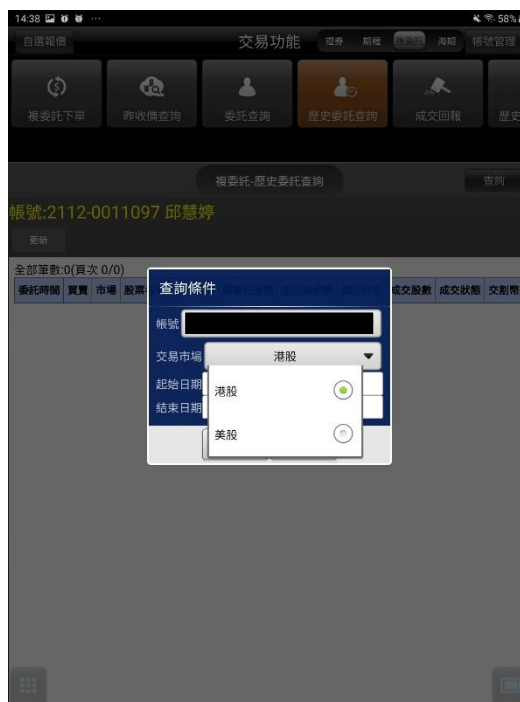 14:38 58%
自選報價 交易功能 證券 期權 複委託 海期 帳號管理
複委託下單 昨收價查詢 委託查詢 歷史委託查詢 成交回報 歷史
複委託-歷史委託查詢 查詢
帳號:2112-0011097 邱慧婷
更新
全部筆數:0(頁次 0/0)
委託時間 買賣 市場 股票 成交股數 成交狀態 交割幣
查詢條件
帳號
交易市場 港股
起始日期
港股
結束日期
美股